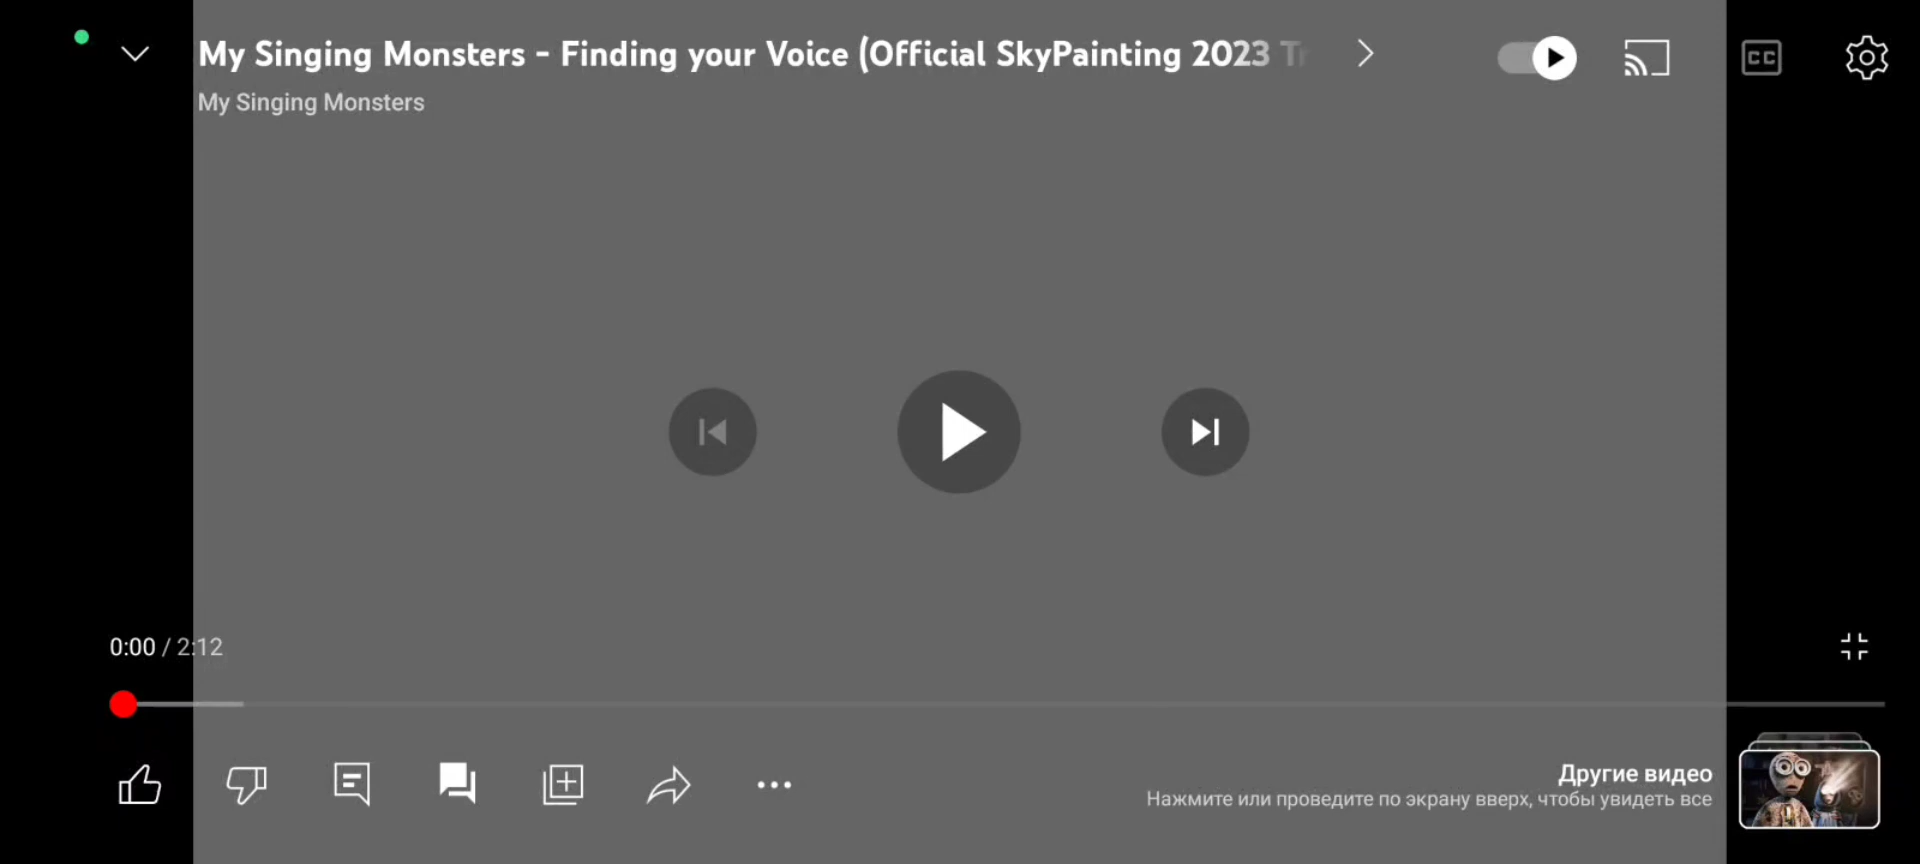 My Singing Monsters - Finding your Voice (Official SkyPainting 2023
My Singing Monsters
CC
0:00 / 2:12
Другие видео
Нажмите или проведите по экрану вверх, чтобы увидеть все